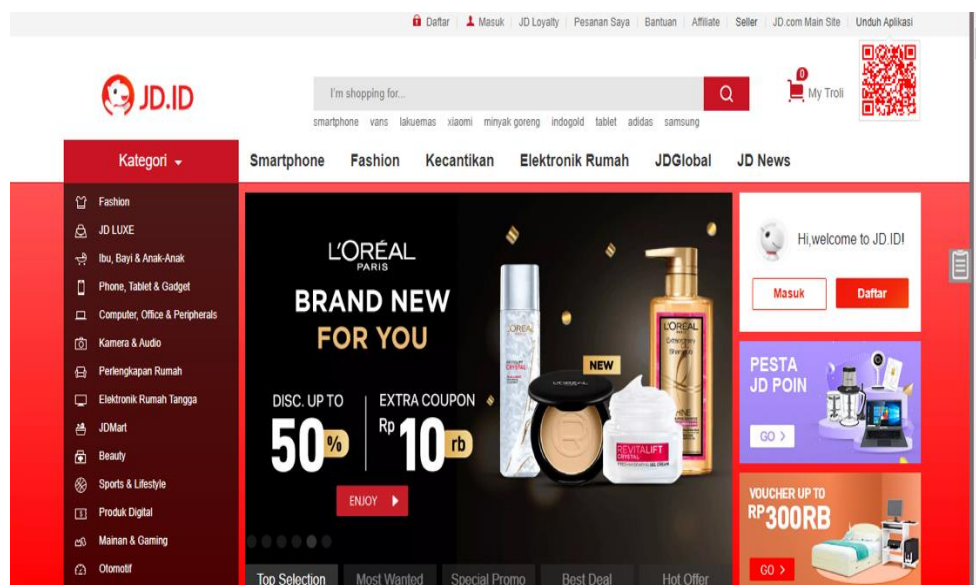 Daftar Masuk JD Loyalty Pesanan Saya Bantuan Affiliate Seller JD.com Main Site Unduh Aplikasi
JD.ID
I'm shopping for...
0
My Troli
smartphone vans lakuemas xiaomi minyak goreng indogold tablet adidas samsung
Kategori
Smartphone Fashion Kecantikan Elektronik Rumah JDGlobal JD News
Fashion
JD LUXE
Ibu, Bayi & Anak-Anak
Phone, Tablet & Gadget
Computer, Office & Peripherals
Kamera & Audio
Perlengkapan Rumah
Elektronik Rumah Tangga
JDMart
Beauty
Sports & Lifestyle
Produk Digital
Mainan & Gaming
Otomotif
L'ORÉAL
PARIS
BRAND NEW
FOR YOU
DISC. UP TO
50%
EXTRA COUPON
Rp 10 rb
ENJOY
NEW
L'ORÉAL
REVITALIFT
CRYSTAL
Top Selection Most Wanted Special Promo Best Deal Hot Offer
Hi,welcome to JD.ID!
Masuk Daftar
PESTA
JD POIN
GO >
VOUCHER UP TO
RP300RB
GO >